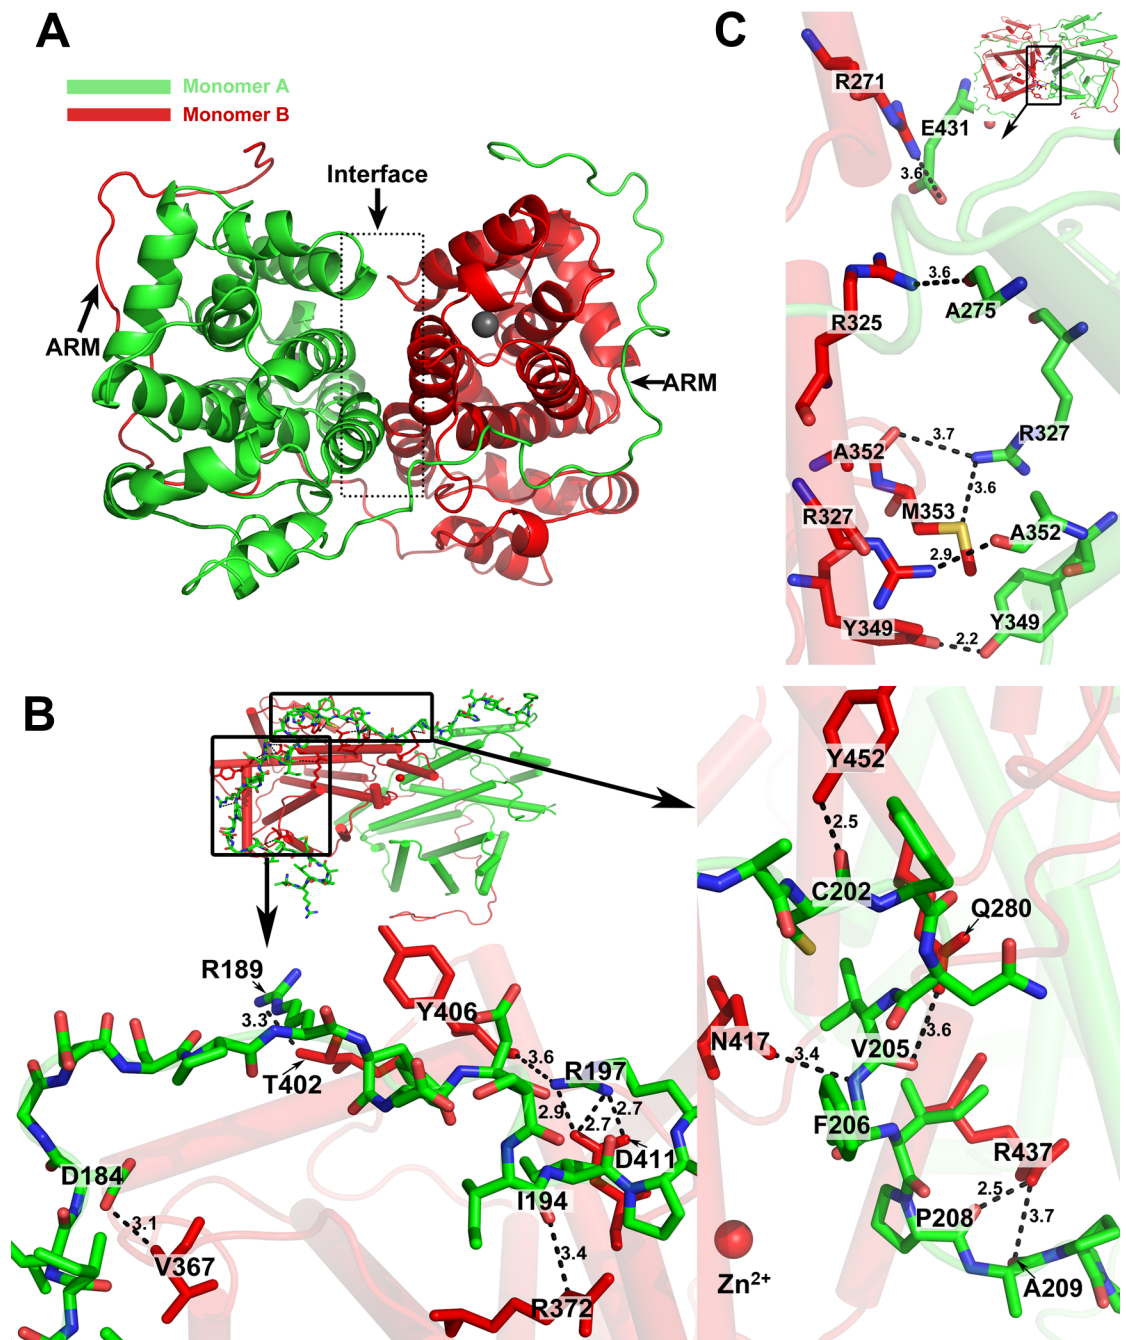 A
Monomer A
Monomer B
Interface
ARM
ARM
C
R271
E431
3.6
3.6
R325
A275
3.7
R327
A352
3.6
M353
R327
A352
2.9
Y349
Y349
2.2
B
R189
3.3
T402
Y406
3.6
R197
2.9
2.7
2.7
D411
D184
I194
3.1
V367
3.4
R372
Y452
2.5
C202
Q280
N417
3.4
V205
3.6
F206
R437
2.5
P208
3.7
A209
Zn²⁺